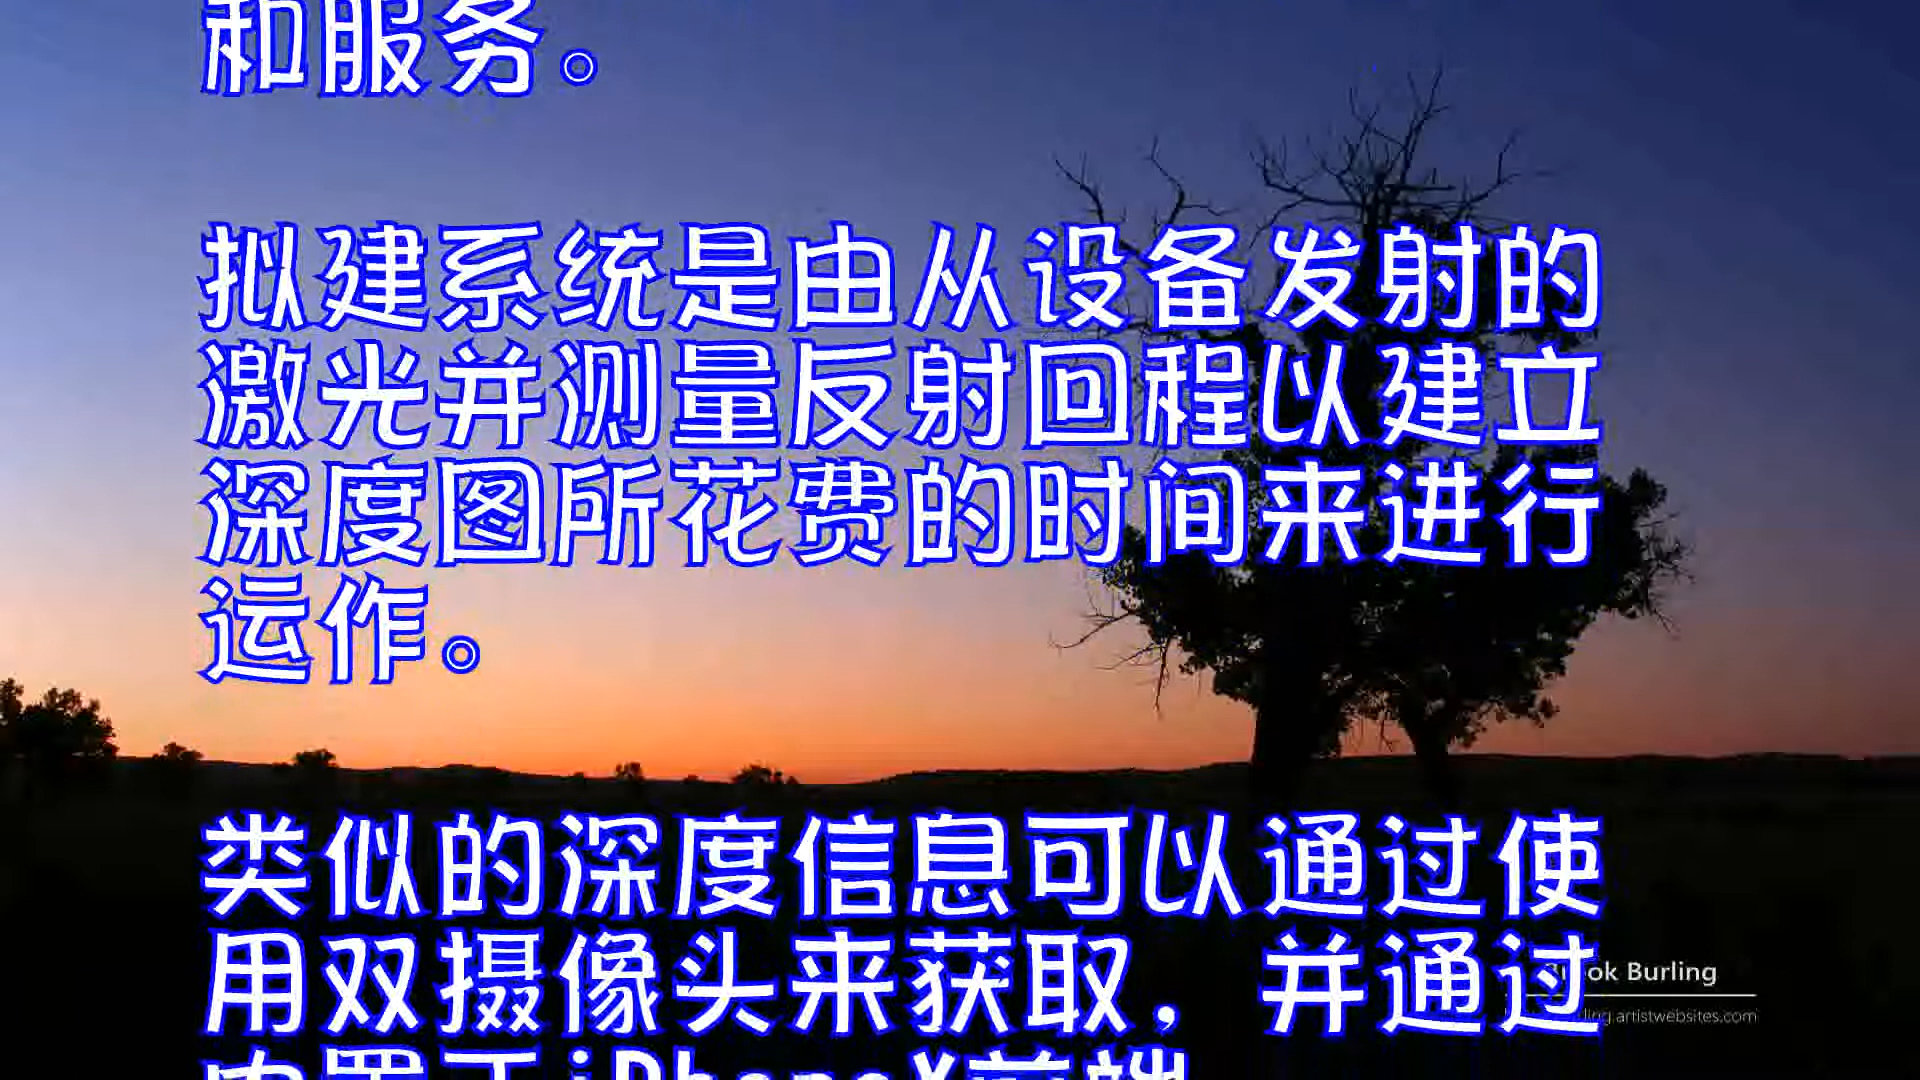 和服务。
拟建系统是由从设备发射的
激光并测量反射回程以建立
深度图所花费的时间来进行
运作。
类似的深度信息可以通过使
用双摄像头来获取，并通过
内置于iPhoneX前端
Burling
artistwebsites.com